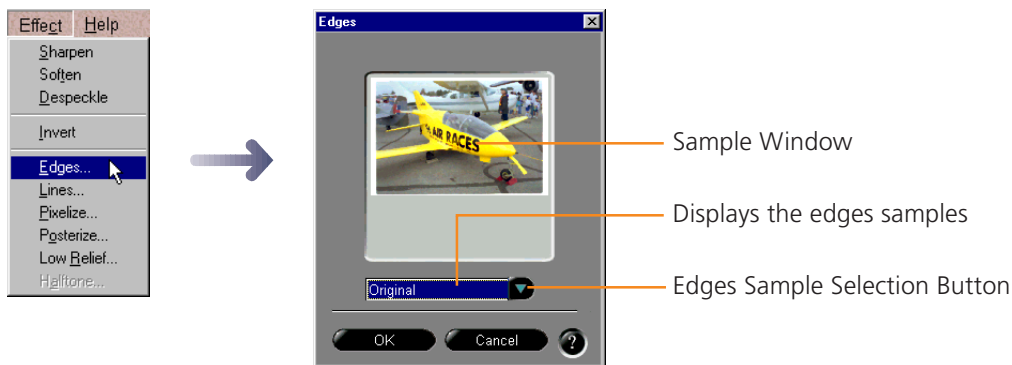 Effect Help
Sharpen
Soften
Despeckle
Invert
Edges...
Lines...
Pixelize...
Posterize...
Low Relief...
Halftone...
Edges
AIR RACES
Original
OK Cancel ?
Sample Window
Displays the edges samples
Edges Sample Selection Button